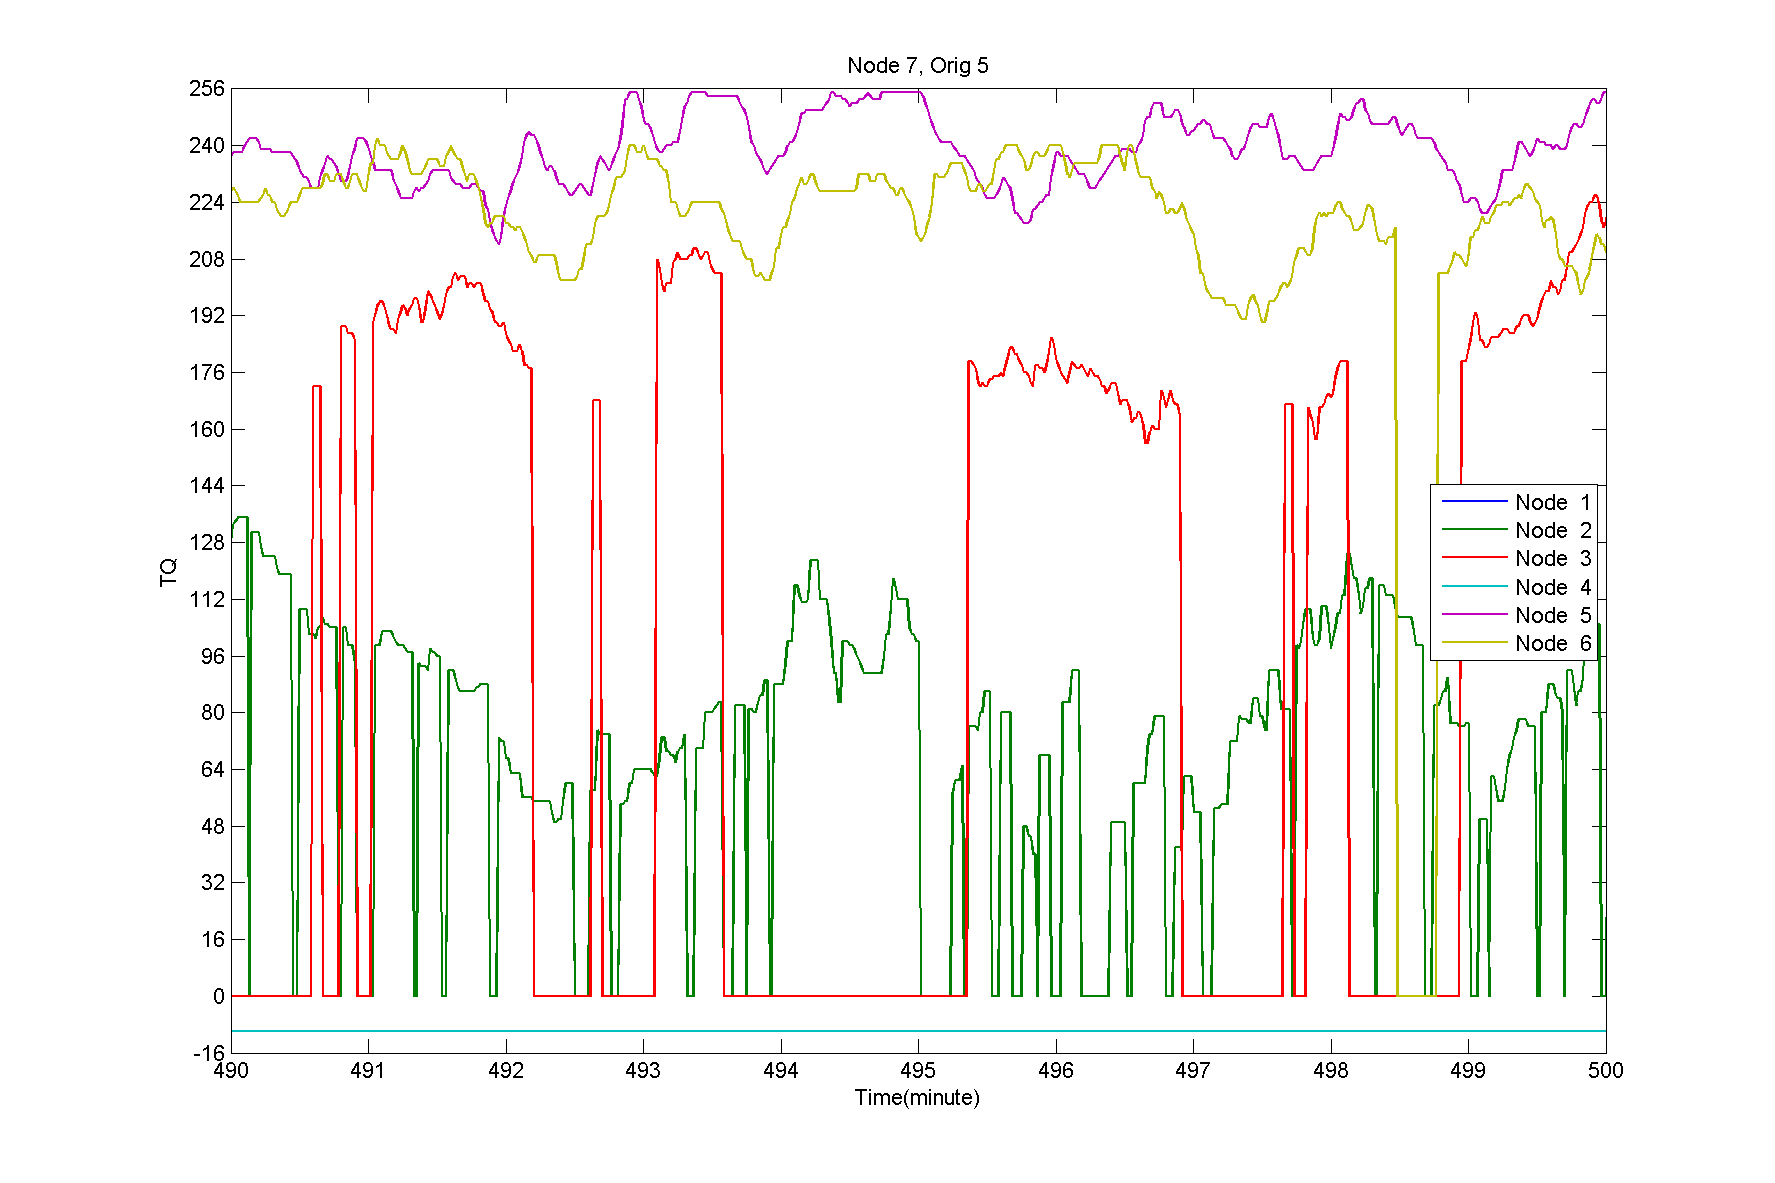 Node 7, Orig 5
256
240
224
208
192
176
160
144
128
112
96
80
64
48
32
16
0
-16
TQ
490 491 492 493 494 495 496 497 498 499 500
Time(minute)
Node 1
Node 2
Node 3
Node 4
Node 5
Node 6